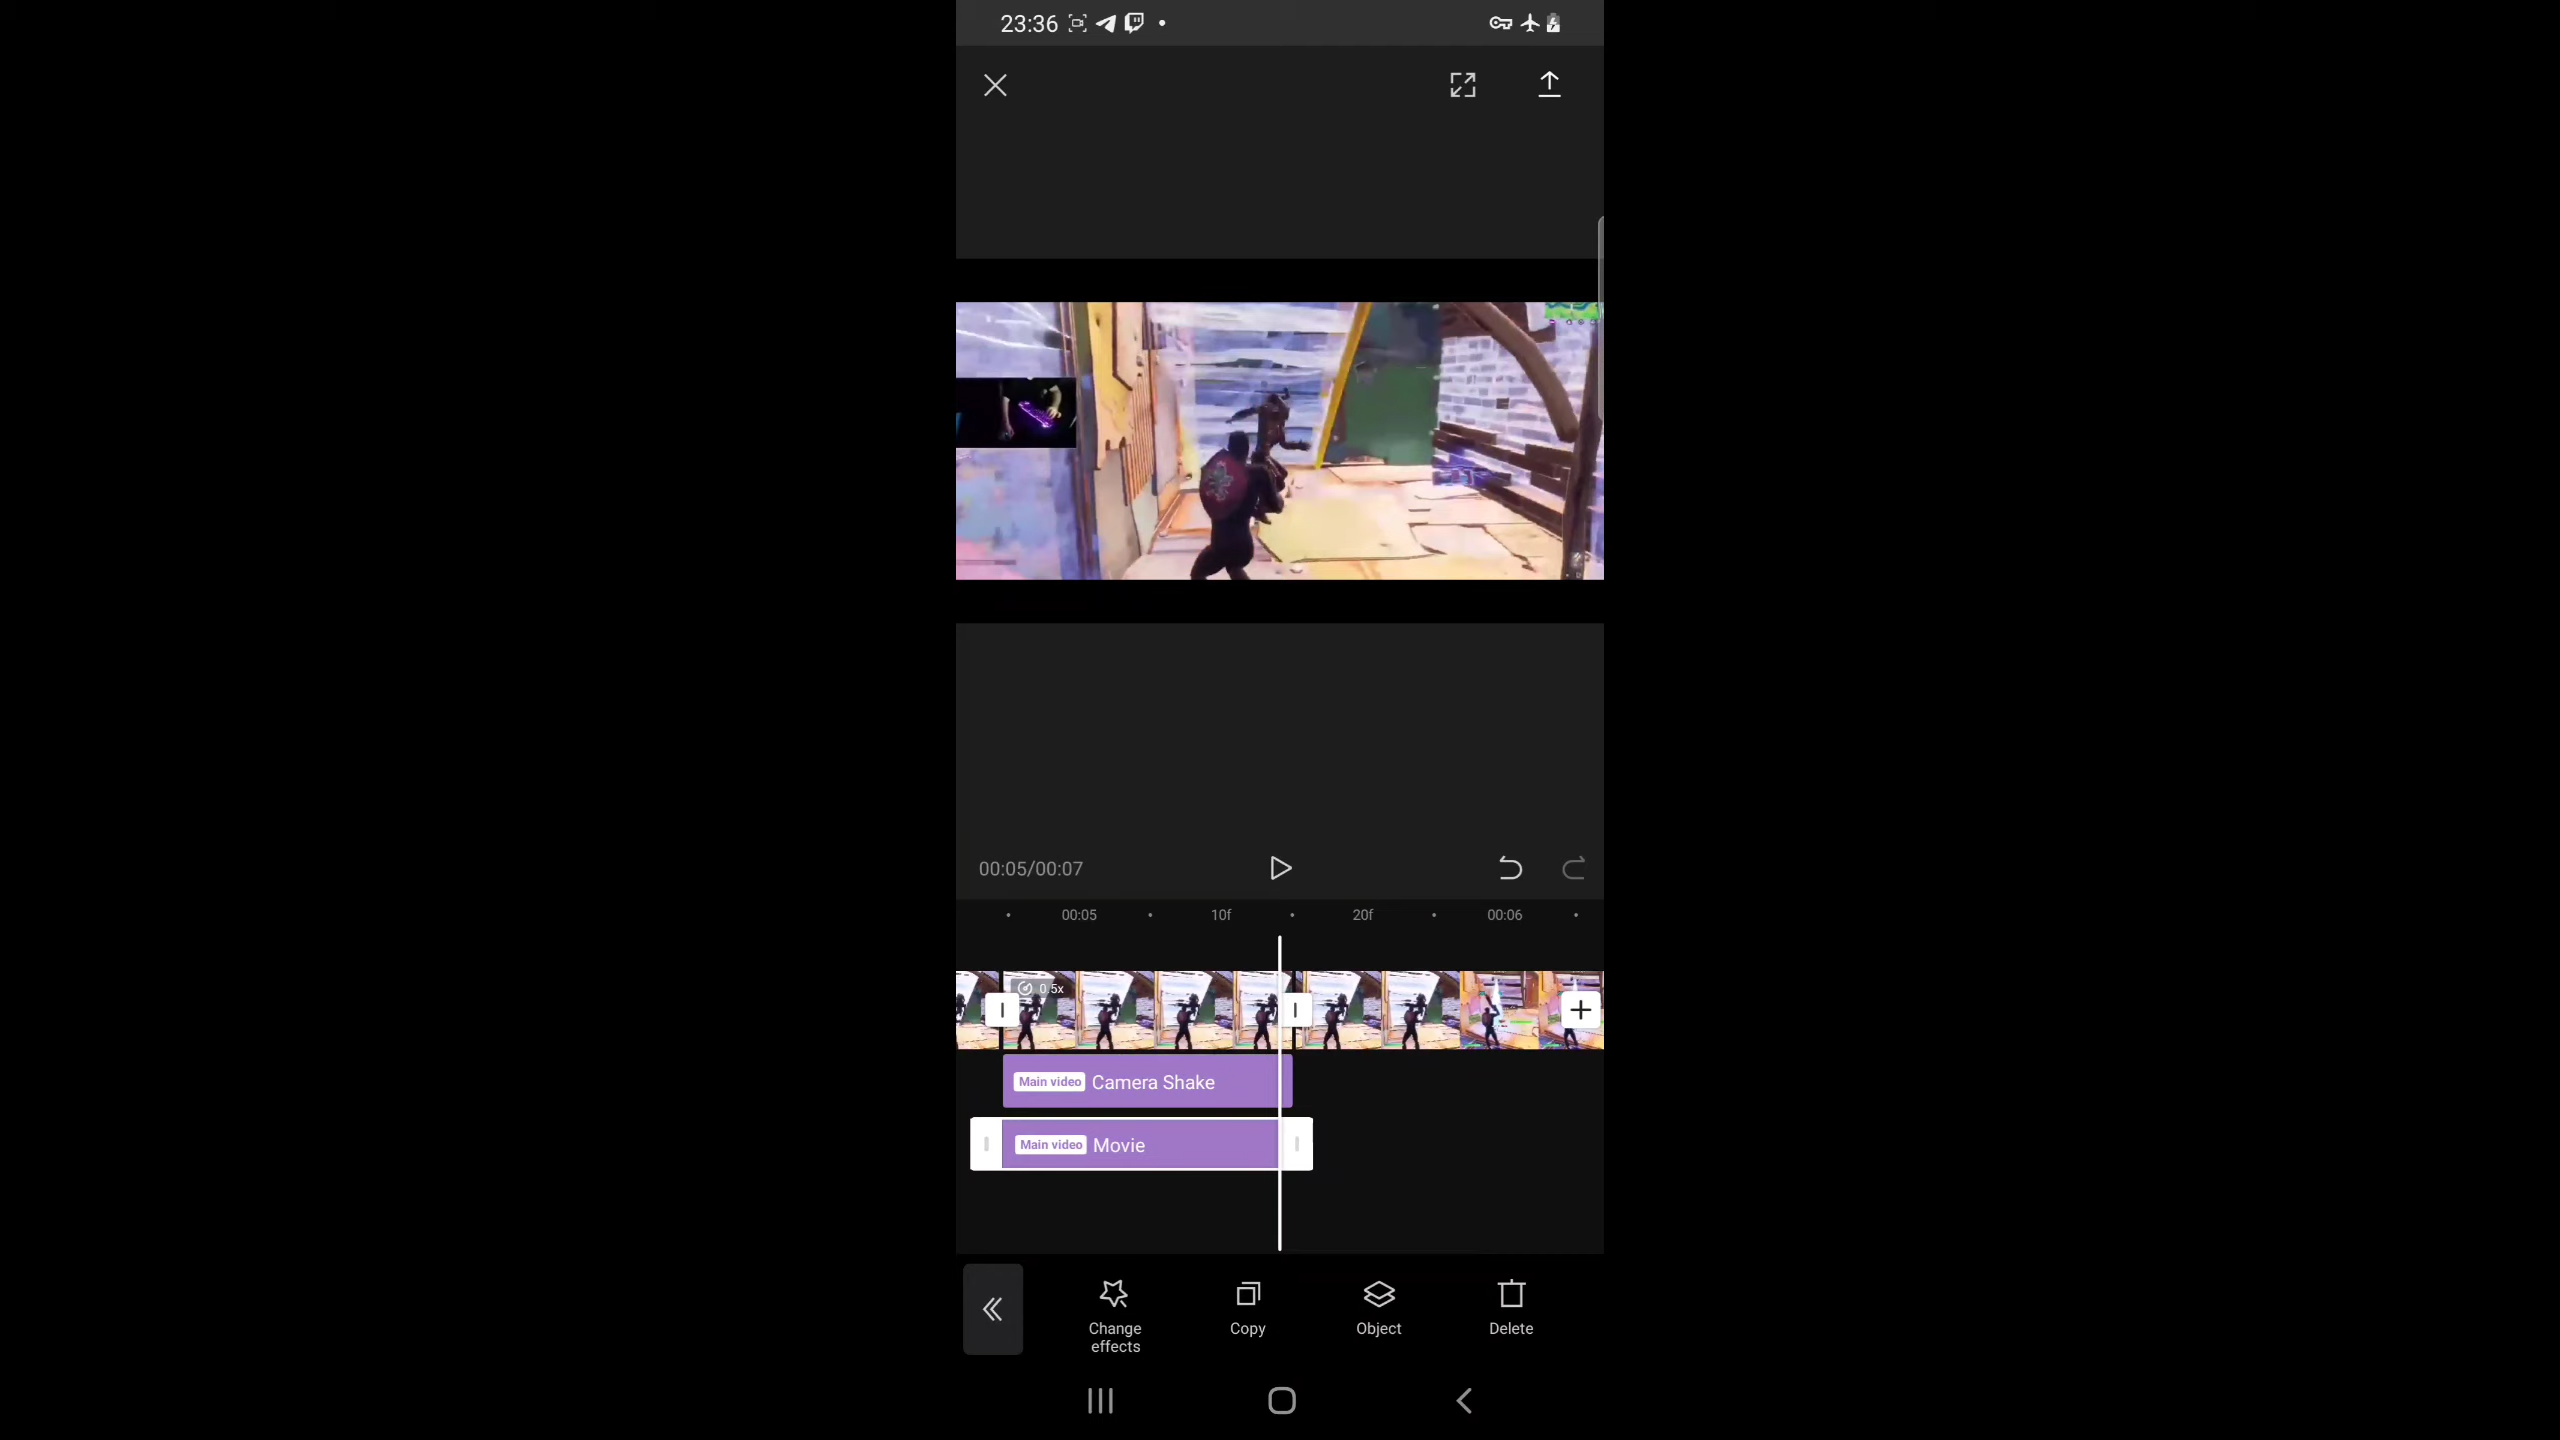 23:36
00:05/00:07
00:05 10f 20f 00:06
0.5x
Main video Camera Shake
Main video Movie
Change effects
Copy
Object
Delete